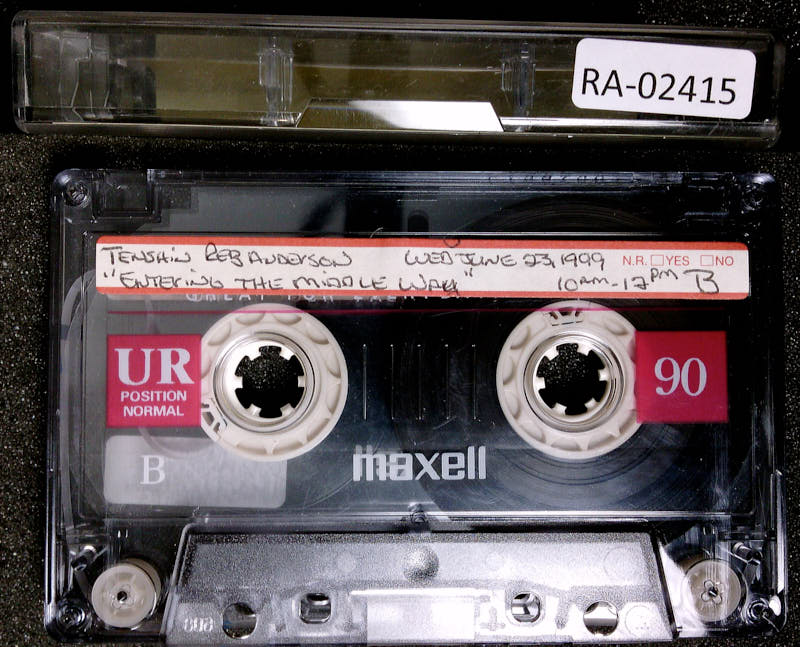 RA-02415
TENSHIN REB ANDERSON WED JUNE 23, 1999 N.R. YES NO
"ENTERING THE MIDDLE WAY" 10AM-12PM B
UR
POSITION
NORMAL
90
B
maxell